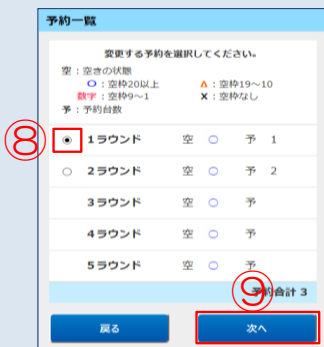 予約一覧
変更する予約を選択してください。
空：空きの状態
○：空枠20以上 △：空枠19～10
数字：空枠9～1 ×：空枠なし
予：予約台数
⑧ 1ラウンド 空 ○ 予 1
2ラウンド 空 ○ 予 2
3ラウンド 空 ○ 予
4ラウンド 空 ○ 予
5ラウンド 空 ○ 予
予約合計 3
⑨
戻る 次へ